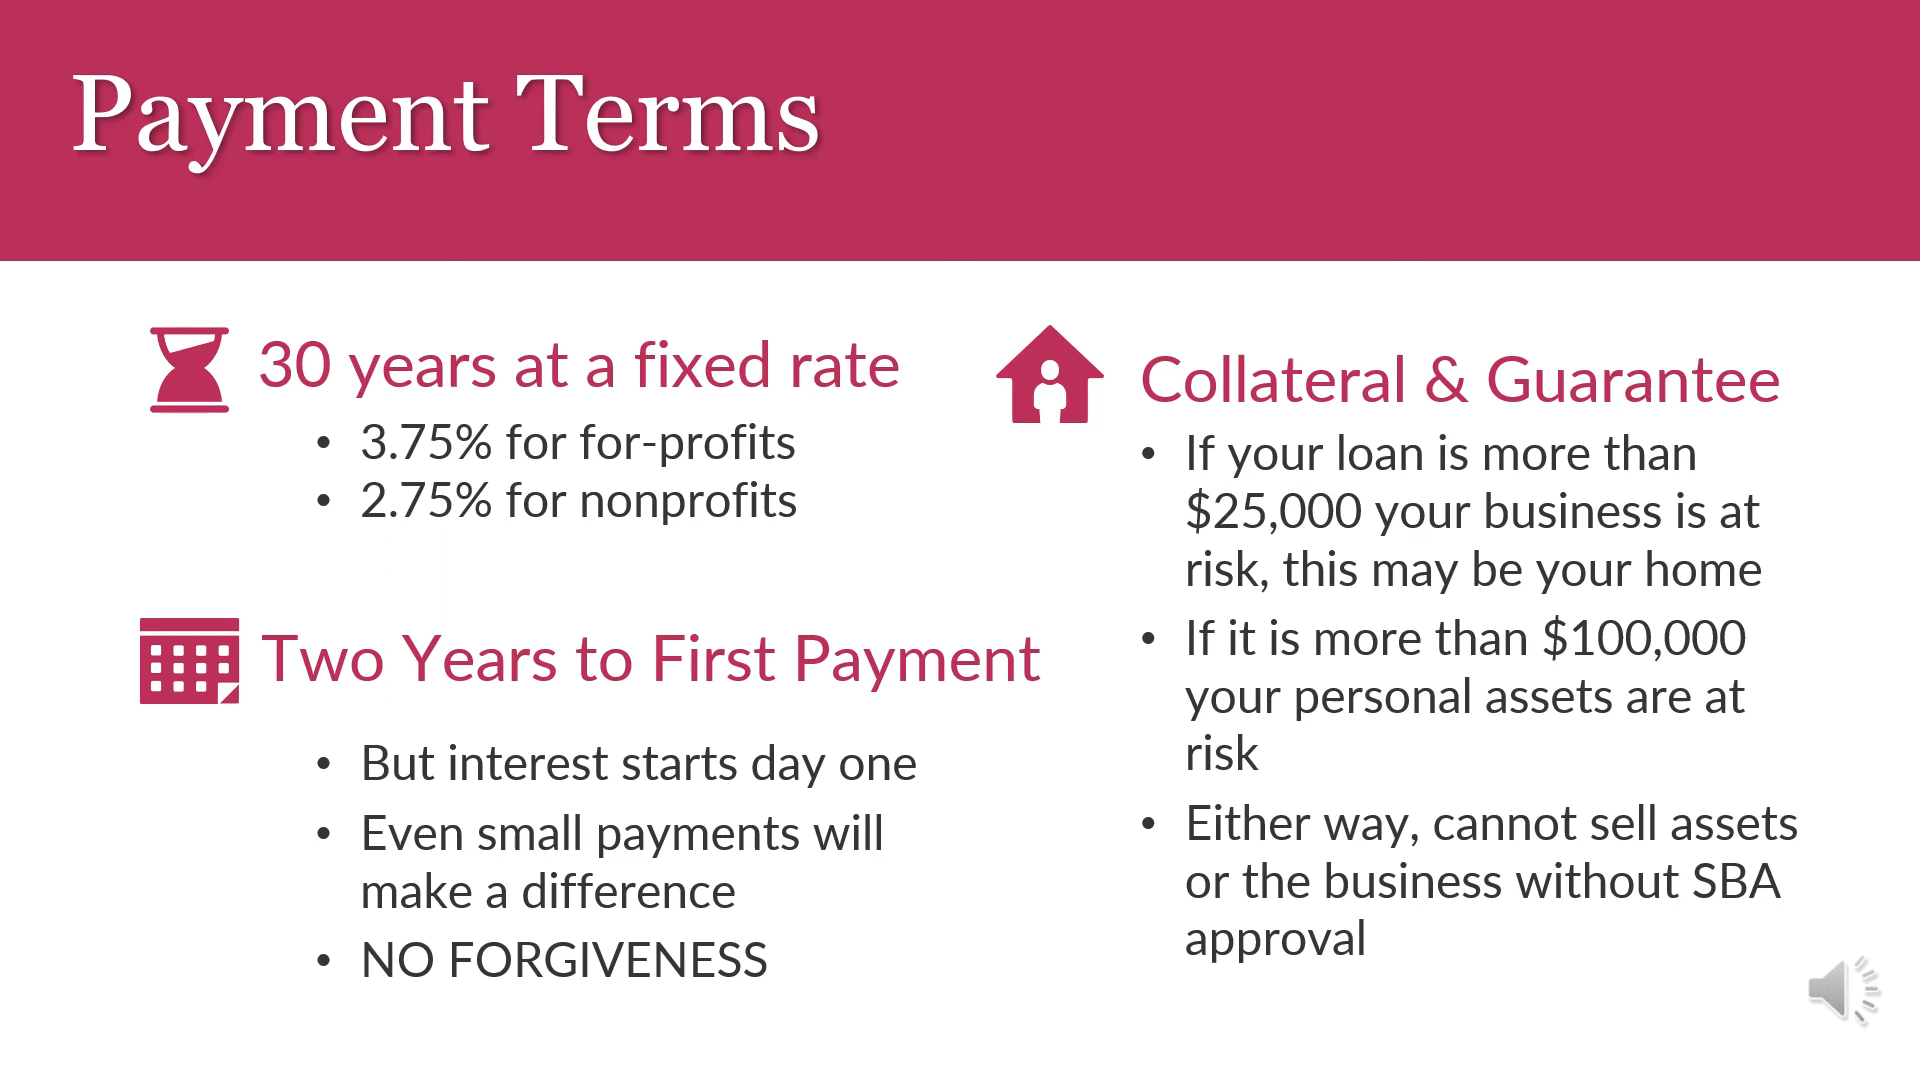 Payment Terms
30 years at a fixed rate
• 3.75% for for-profits
• 2.75% for nonprofits
Two Years to First Payment
• But interest starts day one
• Even small payments will
make a difference
• NO FORGIVENESS
Collateral & Guarantee
• If your loan is more than
$25,000 your business is at
risk, this may be your home
• If it is more than $100,000
your personal assets are at
risk
• Either way, cannot sell assets
or the business without SBA
approval